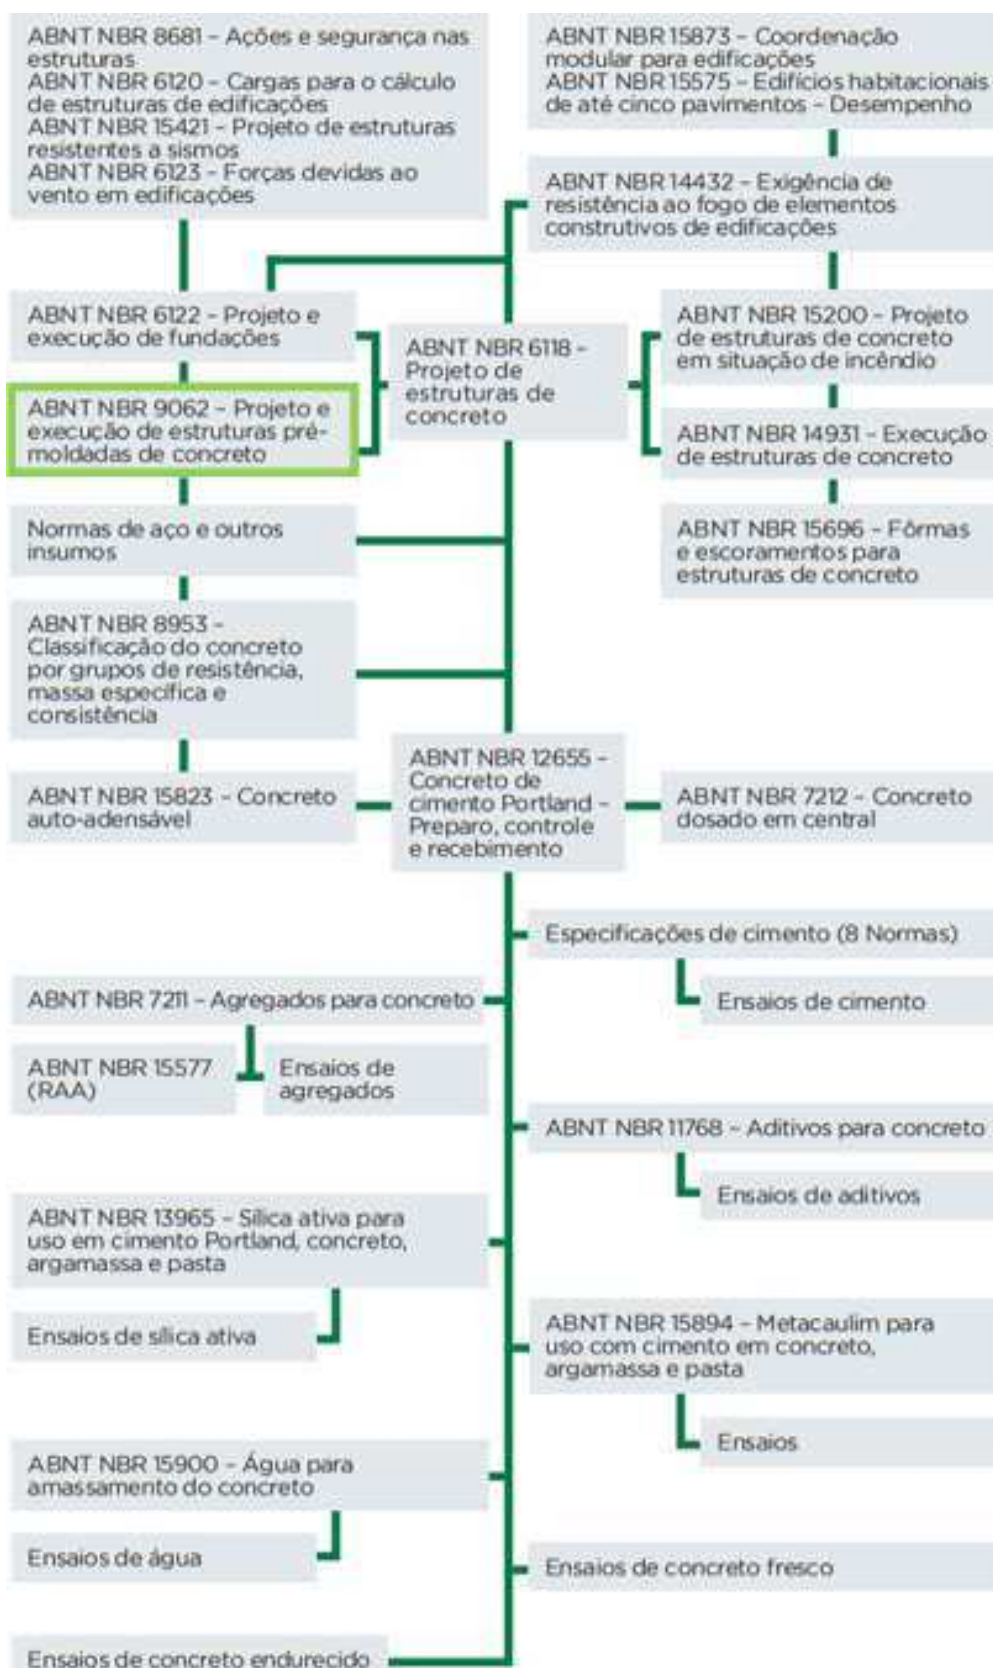 ABNT NBR 8681 – Ações e segurança nas
estruturas
ABNT NBR 6120 – Cargas para o cálculo
de estruturas de edificações
ABNT NBR 15421 – Projeto de estruturas
resistentes a sismos
ABNT NBR 6123 – Forças devidas ao
vento em edificações
ABNT NBR 15873 – Coordenação
modular para edificações
ABNT NBR 15575 – Edifícios habitacionais
de até cinco pavimentos – Desempenho
ABNT NBR 14432 – Exigência de
resistência ao fogo de elementos
construtivos de edificações
ABNT NBR 6122 – Projeto e
execução de fundações
ABNT NBR 6118 –
Projeto de
estruturas de
concreto
ABNT NBR 15200 – Projeto
de estruturas de concreto
em situação de incêndio
ABNT NBR 9062 – Projeto e
execução de estruturas pré-
moldadas de concreto
ABNT NBR 14931 – Execução
de estruturas de concreto
Normas de aço e outros
insumos
ABNT NBR 15696 – Fôrmas
e escoramentos para
estruturas de concreto
ABNT NBR 8953 –
Classificação do concreto
por grupos de resistência,
massa específica e
consistência
ABNT NBR 15823 – Concreto
auto-adensável
ABNT NBR 12655 –
Concreto de
cimento Portland –
Preparo, controle
e recebimento
ABNT NBR 7212 – Concreto
dosado em central
Especificações de cimento (8 Normas)
Ensaios de cimento
ABNT NBR 7211 – Agregados para concreto
ABNT NBR 15577
(RAA)
Ensaios de
agregados
ABNT NBR 11768 – Aditivos para concreto
Ensaios de aditivos
ABNT NBR 13965 – Sílica ativa para
uso em cimento Portland, concreto,
argamassa e pasta
Ensaios de sílica ativa
ABNT NBR 15894 – Metacaulim para
uso com cimento em concreto,
argamassa e pasta
Ensaios
ABNT NBR 15900 – Água para
amassamento do concreto
Ensaios de água
Ensaios de concreto fresco
Ensaios de concreto endurecido